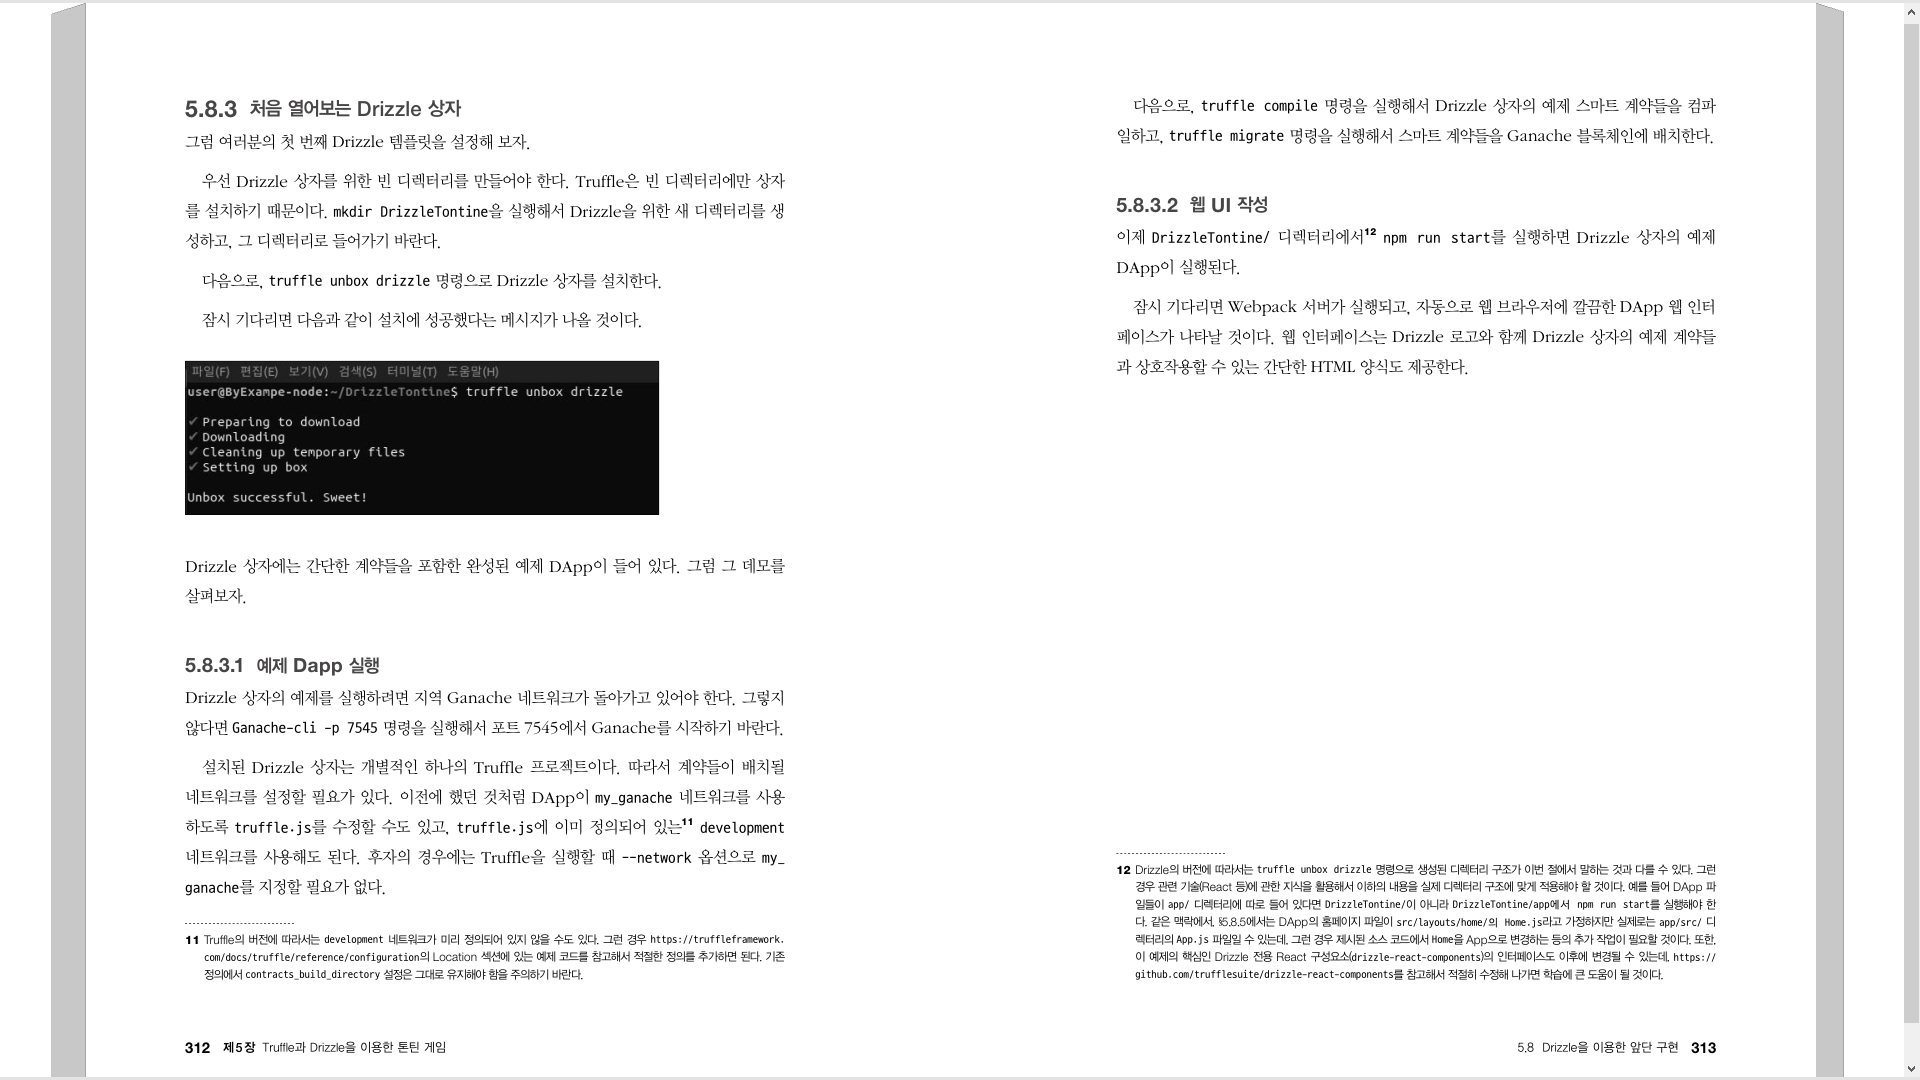 5.8.3 처음 열어보는 Drizzle 상자
그럼 여러분의 첫 번째 Drizzle 템플릿을 설정해 보자.
우선 Drizzle 상자를 위한 빈 디렉터리를 만들어야 한다. Truffle은 빈 디렉터리에만 상자
를 설치하기 때문이다. mkdir DrizzleTontine을 실행해서 Drizzle을 위한 새 디렉터리를 생
성하고, 그 디렉터리로 들어가기 바란다.
다음으로, truffle unbox drizzle 명령으로 Drizzle 상자를 설치한다.
잠시 기다리면 다음과 같이 설치에 성공했다는 메시지가 나올 것이다.
파일(F) 편집(E) 보기(V) 검색(S) 터미널(T) 도움말(H)
user@ByExampe-node:~/DrizzleTontine$ truffle unbox drizzle
✓ Preparing to download
✓ Downloading
✓ Cleaning up temporary files
✓ Setting up box
Unbox successful. Sweet!
Drizzle 상자에는 간단한 계약들을 포함한 완성된 예제 DApp이 들어 있다. 그럼 그 데모를
살펴보자.
5.8.3.1 예제 Dapp 실행
Drizzle 상자의 예제를 실행하려면 지역 Ganache 네트워크가 돌아가고 있어야 한다. 그렇지
않다면 Ganache-cli -p 7545 명령을 실행해서 포트 7545에서 Ganache를 시작하기 바란다.
설치된 Drizzle 상자는 개별적인 하나의 Truffle 프로젝트이다. 따라서 계약들이 배치될
네트워크를 설정할 필요가 있다. 이전에 했던 것처럼 DApp이 my_ganache 네트워크를 사용
하도록 truffle.js를 수정할 수도 있고, truffle.js에 이미 정의되어 있는11 development
네트워크를 사용해도 된다. 후자의 경우에는 Truffle을 실행할 때 --network 옵션으로 my_
ganache를 지정할 필요가 없다.
11 Truffle의 버전에 따라서는 development 네트워크가 미리 정의되어 있지 않을 수도 있다. 그런 경우 https://truffleframework.
com/docs/truffle/reference/configuration의 Location 섹션에 있는 예제 코드를 참고해서 적절한 정의를 추가하면 된다. 기존
정의에서 contracts_build_directory 설정은 그대로 유지해야 함을 주의하기 바란다.
312 제5장 Truffle과 Drizzle을 이용한 톤틴 게임
다음으로, truffle compile 명령을 실행해서 Drizzle 상자의 예제 스마트 계약들을 컴파
일하고, truffle migrate 명령을 실행해서 스마트 계약들을 Ganache 블록체인에 배치한다.
5.8.3.2 웹 UI 작성
이제 DrizzleTontine/ 디렉터리에서12 npm run start를 실행하면 Drizzle 상자의 예제
DApp이 실행된다.
잠시 기다리면 Webpack 서버가 실행되고, 자동으로 웹 브라우저에 깔끔한 DApp 웹 인터
페이스가 나타날 것이다. 웹 인터페이스는 Drizzle 로고와 함께 Drizzle 상자의 예제 계약들
과 상호작용할 수 있는 간단한 HTML 양식도 제공한다.
12 Drizzle의 버전에 따라서는 truffle unbox drizzle 명령으로 생성된 디렉터리 구조가 이번 절에서 말하는 것과 다를 수 있다. 그런
경우 관련 기술(React 등)에 관한 지식을 활용해서 이하의 내용을 실제 디렉터리 구조에 맞게 적용해야 할 것이다. 예를 들어 DApp 파
일들이 app/ 디렉터리에 따로 들어 있다면 DrizzleTontine/이 아니라 DrizzleTontine/app에서 npm run start를 실행해야 한
다. 같은 맥락에서, §5.8.5에서는 DApp의 홈페이지 파일이 src/layouts/home/의 Home.js라고 가정하지만 실제로는 app/src/ 디
렉터리의 App.js 파일일 수 있는데, 그런 경우 제시된 소스 코드에서 Home을 App으로 변경하는 등의 추가 작업이 필요할 것이다. 또한,
이 예제의 핵심인 Drizzle 전용 React 구성요소(drizzle-react-components)의 인터페이스도 이후에 변경될 수 있는데, https://
github.com/trufflesuite/drizzle-react-components를 참고해서 적절히 수정해 나가면 학습에 큰 도움이 될 것이다.
5.8 Drizzle을 이용한 앞단 구현 313